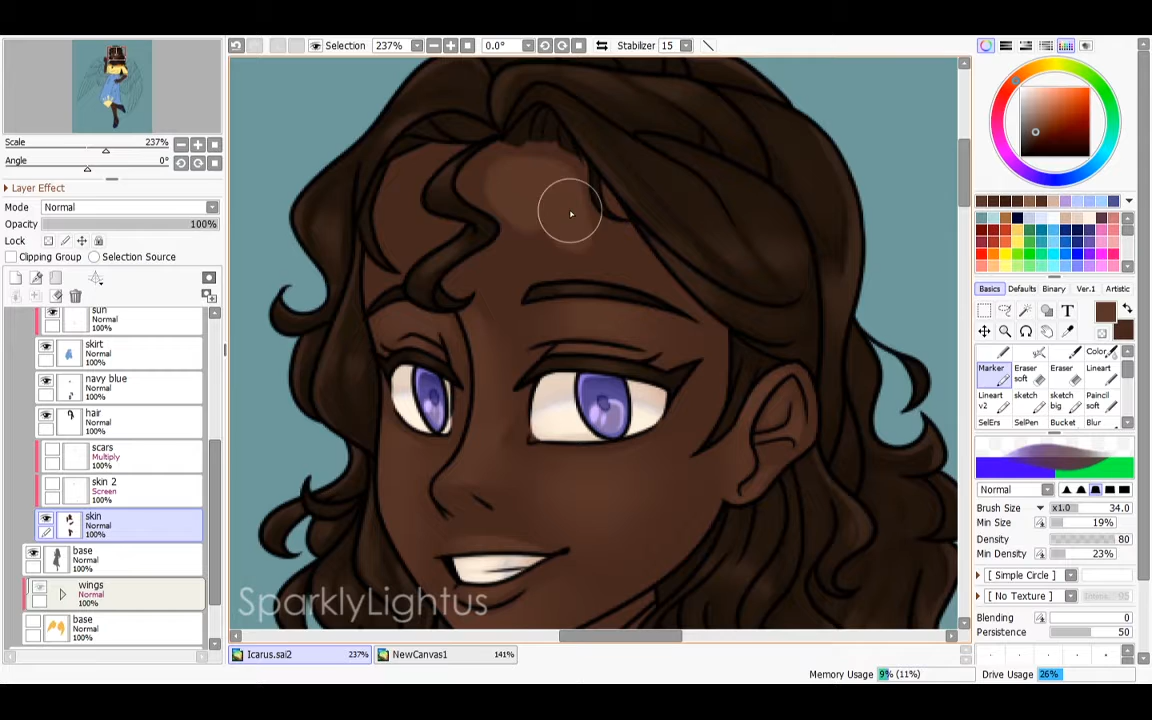 Selection 237% 0.0° Stabilizer 15
Scale 237%
Angle 0°
Layer Effect
Mode Normal
Opacity 100%
Lock
Clipping Group Selection Source
sun
Normal
100%
skirt
Normal
100%
navy blue
Normal
100%
hair
Normal
100%
scars
Multiply
100%
skin 2
Screen
100%
skin
Normal
100%
base
Normal
100%
wings
Normal
100%
base
Normal
100%
SparklyLightus
Icarus.sai2 237% NewCanvas1 141%
Memory Usage 9% (11%) Drive Usage 26%
Basics Defaults Binary Ver.1 Artistic
Color
Marker Eraser soft Eraser Lineart
Lineart v2 sketch sketch big Pencil soft
SelErs SelPen Bucket Blur
Normal
Brush Size x1.0 34.0
Min Size 19%
Density 80
Min Density 23%
[ Simple Circle ]
[ No Texture ] 95
Blending 0
Persistence 50